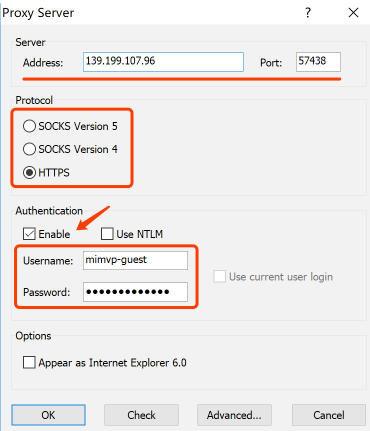 Proxy Server ? ×
Server
Address: 139.199.107.96 Port: 57438
Protocol
SOCKS Version 5
SOCKS Version 4
HTTPS
Authentication
Enable Use NTLM
Username: mimvp-guest
Use current user login
Password: ●●●●●●●●●●●●●
Options
Appear as Internet Explorer 6.0
OK Check Advanced... Cancel